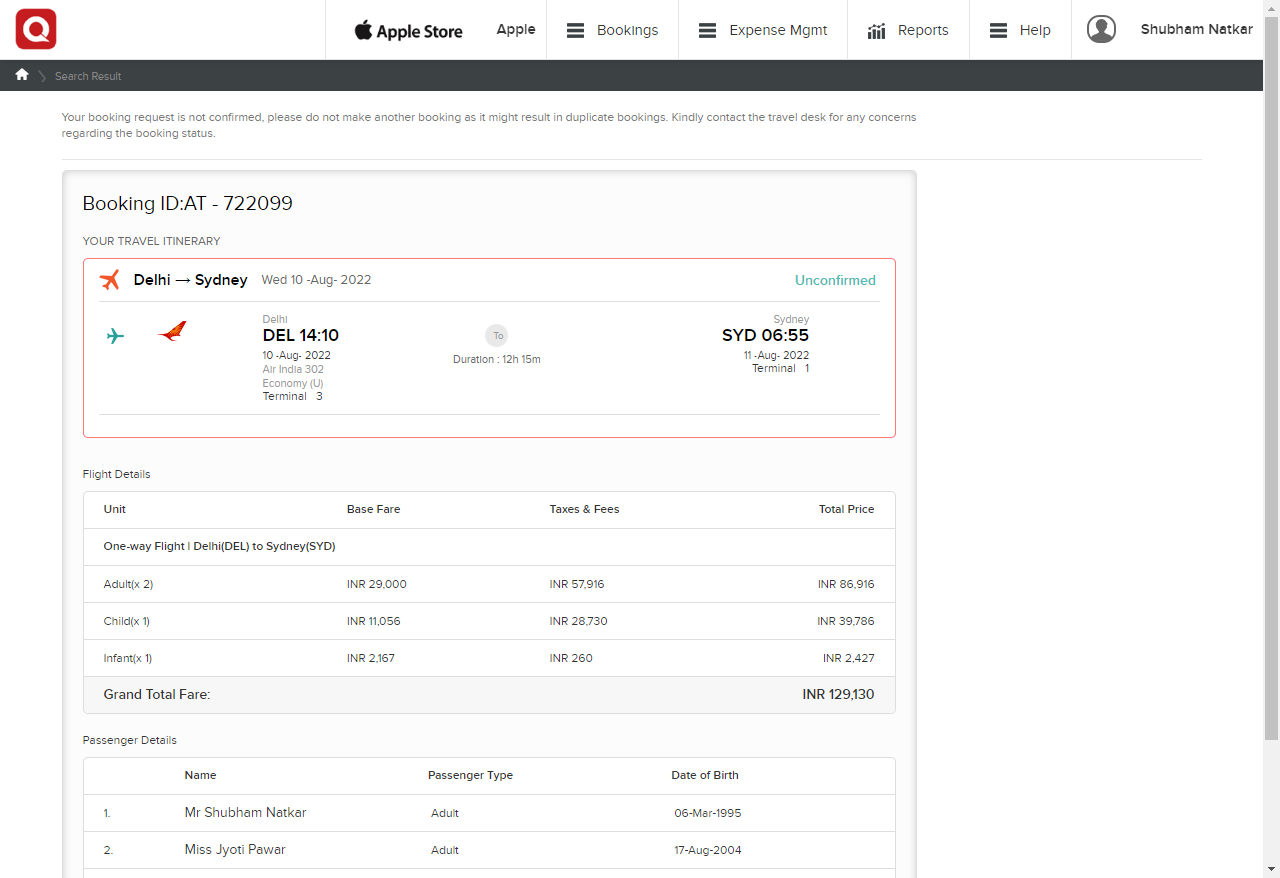 Q Apple Store Apple Bookings Expense Mgmt Reports Help Shubham Natkar
Search Result
Your booking request is not confirmed, please do not make another booking as it might result in duplicate bookings. Kindly contact the travel desk for any concerns
regarding the booking status.
Booking ID:AT - 722099
YOUR TRAVEL ITINERARY
Delhi → Sydney Wed 10 -Aug- 2022 Unconfirmed
Delhi Sydney
DEL 14:10 To SYD 06:55
10 -Aug- 2022 Duration : 12h 15m 11 -Aug- 2022
Air India 302 Terminal 1
Economy (U)
Terminal 3
Flight Details
Unit Base Fare Taxes & Fees Total Price
One-way Flight | Delhi(DEL) to Sydney(SYD)
Adult(x 2) INR 29,000 INR 57,916 INR 86,916
Child(x 1) INR 11,056 INR 28,730 INR 39,786
Infant(x 1) INR 2,167 INR 260 INR 2,427
Grand Total Fare: INR 129,130
Passenger Details
Name Passenger Type Date of Birth
1. Mr Shubham Natkar Adult 06-Mar-1995
2. Miss Jyoti Pawar Adult 17-Aug-2004